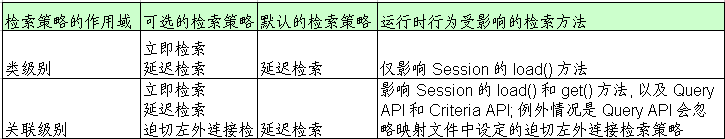 检索策略的作用域 可选的检索策略 默认的检索策略 运行时行为受影响的检索方法
立即检索
类级别 延迟检索 延迟检索 仅影响 Session 的 load() 方法
立即检索 影响 Session 的 load() 和 get() 方法, 以及 Query
延迟检索 API 和 Criteria API; 例外情况是 Query API 会忽
关联级别 迫切左外连接检 延迟检索 略映射文件中设定的迫切左外连接检索策略